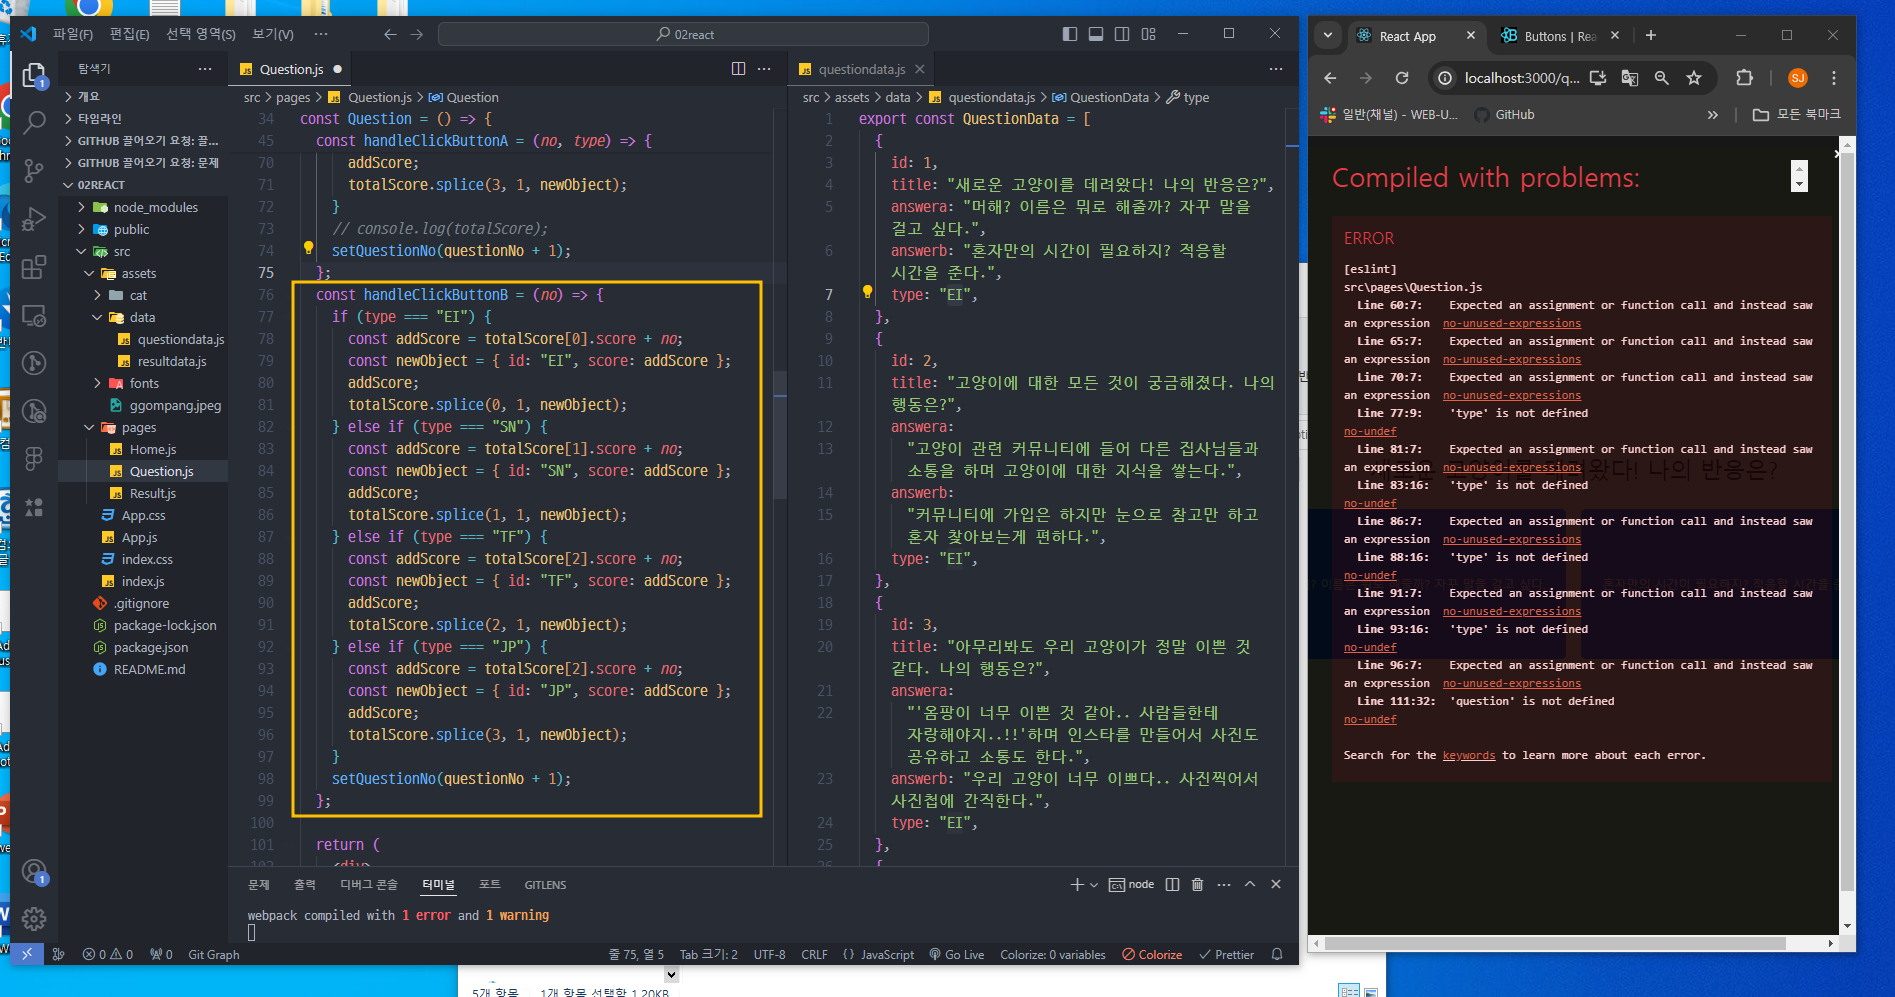 파일(F) 편집(E) 선택 영역(S) 보기(V) ··· 02react
탐색기 ···
개요
타임라인
GITHUB 끌어오기 요청: 끌...
GITHUB 끌어오기 요청: 문제
02REACT
node_modules
public
src
assets
cat
data
questiondata.js
resultdata.js
fonts
ggompang.jpeg
pages
Home.js
Question.js
Result.js
App.css
App.js
index.css
index.js
.gitignore
package-lock.json
package.json
README.md
Question.js ●
src > pages > Question.js > Question
34 const Question = () => {
45 const handleClickButtonA = (no, type) => {
70 addScore;
71 totalScore.splice(3, 1, newObject);
72 }
73 // console.log(totalScore);
74 setQuestionNo(questionNo + 1);
75 };
76 const handleClickButtonB = (no) => {
77 if (type === "EI") {
78 const addScore = totalScore[0].score + no;
79 const newObject = { id: "EI", score: addScore };
80 addScore;
81 totalScore.splice(0, 1, newObject);
82 } else if (type === "SN") {
83 const addScore = totalScore[1].score + no;
84 const newObject = { id: "SN", score: addScore };
85 addScore;
86 totalScore.splice(1, 1, newObject);
87 } else if (type === "TF") {
88 const addScore = totalScore[2].score + no;
89 const newObject = { id: "TF", score: addScore };
90 addScore;
91 totalScore.splice(2, 1, newObject);
92 } else if (type === "JP") {
93 const addScore = totalScore[2].score + no;
94 const newObject = { id: "JP", score: addScore };
95 addScore;
96 totalScore.splice(3, 1, newObject);
97 }
98 setQuestionNo(questionNo + 1);
99 };
100
101 return (
102 <div>
questiondata.js
src > assets > data > questiondata.js > QuestionData > type
1 export const QuestionData = [
2 {
3 id: 1,
4 title: "새로운 고양이를 데려왔다! 나의 반응은?",
5 answera: "머해? 이름은 뭐로 해줄까? 자꾸 말을
걸고 싶다.",
6 answerb: "혼자만의 시간이 필요하지? 적응할
시간을 준다.",
7 type: "EI",
8 },
9 {
10 id: 2,
11 title: "고양이에 대한 모든 것이 궁금해졌다. 나의
행동은?",
12 answera:
13 "고양이 관련 커뮤니티에 들어 다른 집사님들과
소통을 하며 고양이에 대한 지식을 쌓는다.",
14 answerb:
15 "커뮤니티에 가입은 하지만 눈으로 참고만 하고
혼자 찾아보는게 편하다.",
16 type: "EI",
17 },
18 {
19 id: 3,
20 title: "아무리봐도 우리 고양이가 정말 이쁜 것
같다. 나의 행동은?",
21 answera:
22 "'옴팡이 너무 이쁜 것 같아.. 사람들한테
자랑해야지..!!'하며 인스타를 만들어서 사진도
공유하고 소통도 한다.",
23 answerb: "우리 고양이 너무 이쁘다.. 사진찍어서
사진첩에 간직한다.",
24 type: "EI",
25 },
26 {
문제 출력 디버그 콘솔 터미널 포트 GITLENS node
webpack compiled with 1 error and 1 warning
0 0 0 Git Graph 줄 75, 열 5 Tab 크기: 2 UTF-8 CRLF {} JavaScript Go Live Colorize: 0 variables Colorize Prettier
React App Buttons | Rea
localhost:3000/q... SJ
일반(채널) - WEB-U... GitHub » 모든 북마크
Compiled with problems:
ERROR
[eslint]
src\pages\Question.js
Line 60:7: Expected an assignment or function call and instead saw
an expression no-unused-expressions
Line 65:7: Expected an assignment or function call and instead saw
an expression no-unused-expressions
Line 70:7: Expected an assignment or function call and instead saw
an expression no-unused-expressions
Line 77:9: 'type' is not defined
no-undef
Line 81:7: Expected an assignment or function call and instead saw
an expression no-unused-expressions
Line 83:16: 'type' is not defined
no-undef
Line 86:7: Expected an assignment or function call and instead saw
an expression no-unused-expressions
Line 88:16: 'type' is not defined
no-undef
Line 91:7: Expected an assignment or function call and instead saw
an expression no-unused-expressions
Line 93:16: 'type' is not defined
no-undef
Line 96:7: Expected an assignment or function call and instead saw
an expression no-unused-expressions
Line 111:32: 'question' is not defined
no-undef
Search for the keywords to learn more about each error.
5개 항목 1개 항목 선택함 1.20KB